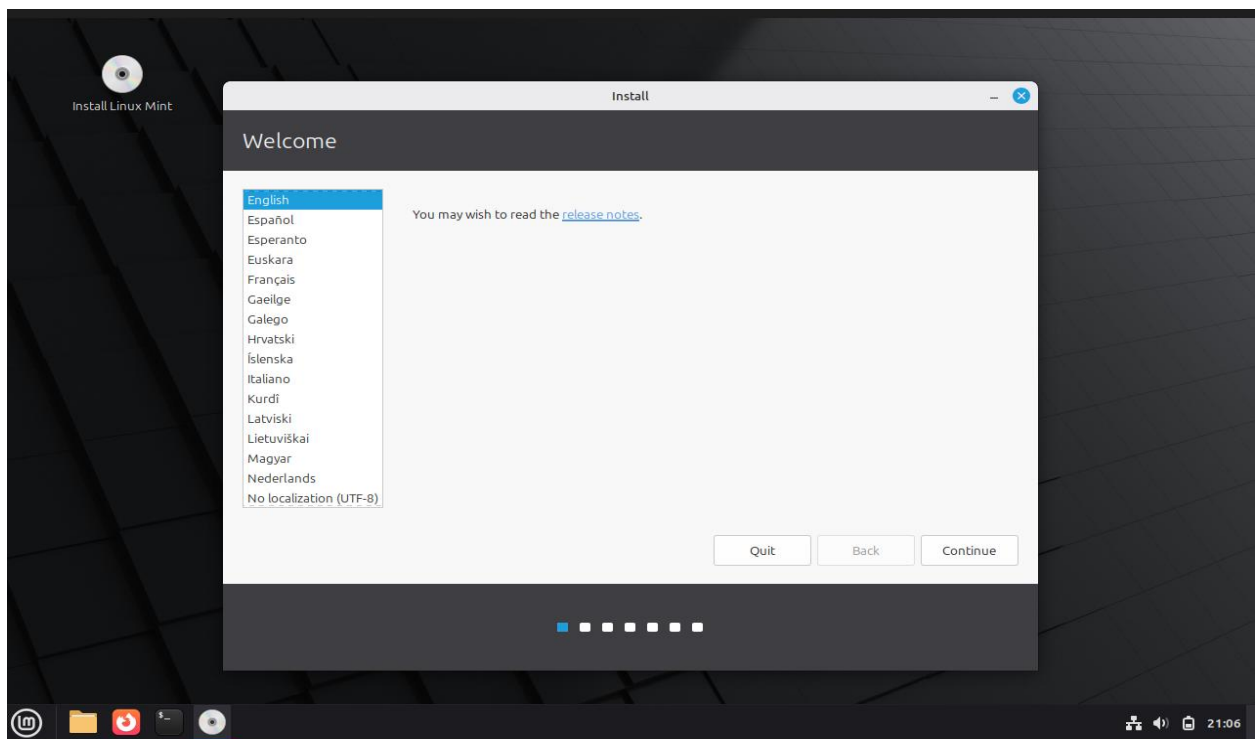 Install Linux Mint
Install
Welcome
English
Español
Esperanto
Euskara
Français
Gaeilge
Galego
Hrvatski
Íslenska
Italiano
Kurdî
Latviski
Lietuviškai
Magyar
Nederlands
No localization (UTF-8)
You may wish to read the release notes.
Quit
Back
Continue
lm
$_
21:06